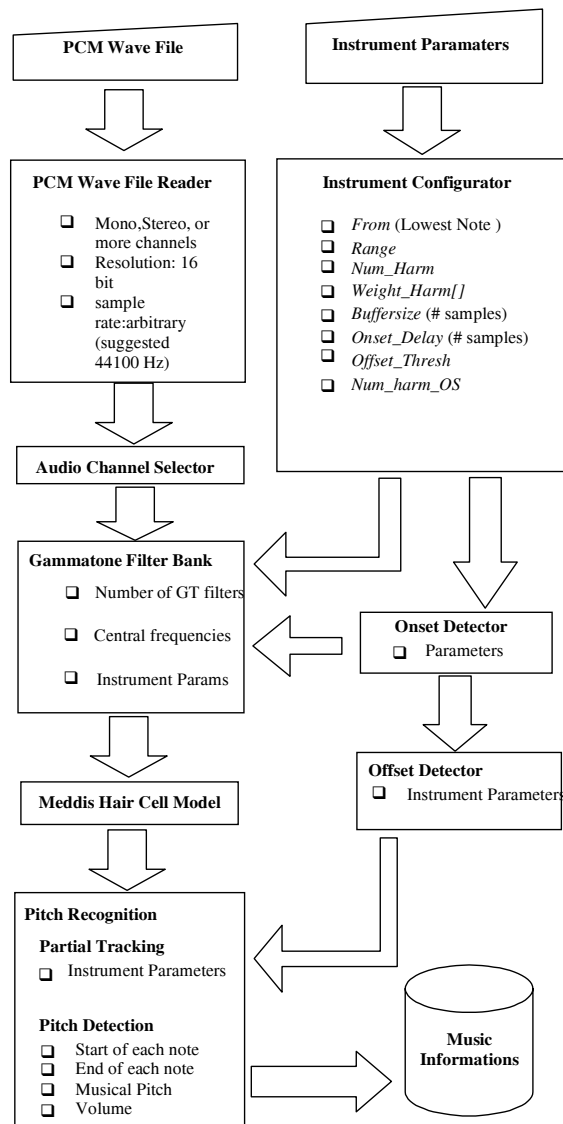 PCM Wave File
Instrument Paramaters
PCM Wave File Reader
❑ Mono,Stereo, or
more channels
❑ Resolution: 16
bit
❑ sample
rate:arbitrary
(suggested
44100 Hz)
Instrument Configurator
❑ From (Lowest Note )
❑ Range
❑ Num_Harm
❑ Weight_Harm[]
❑ Buffersize (# samples)
❑ Onset_Delay (# samples)
❑ Offset_Thresh
❑ Num_harm_OS
Audio Channel Selector
Gammatone Filter Bank
❑ Number of GT filters
❑ Central frequencies
❑ Instrument Params
Onset Detector
❑ Parameters
Offset Detector
❑ Instrument Parameters
Meddis Hair Cell Model
Pitch Recognition
Partial Tracking
❑ Instrument Parameters
Pitch Detection
❑ Start of each note
❑ End of each note
❑ Musical Pitch
❑ Volume
Music
Informations